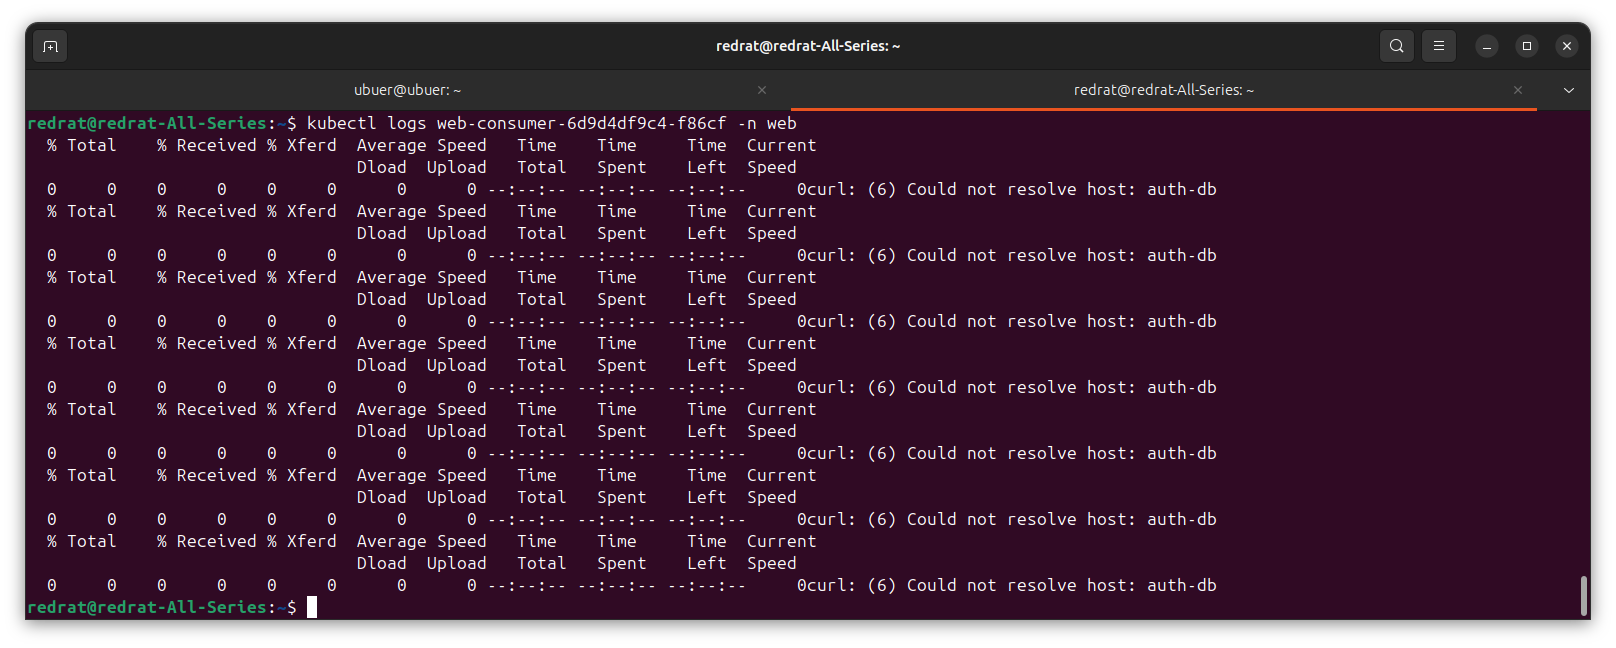 redrat@redrat-All-Series: ~
ubuer@ubuer: ~
redrat@redrat-All-Series: ~
redrat@redrat-All-Series:~$ kubectl logs web-consumer-6d9d4df9c4-f86cf -n web
  % Total    % Received % Xferd  Average Speed   Time    Time     Time  Current
                                 Dload  Upload   Total   Spent    Left  Speed
  0     0    0     0    0     0      0      0 --:--:-- --:--:-- --:--:--     0curl: (6) Could not resolve host: auth-db
  % Total    % Received % Xferd  Average Speed   Time    Time     Time  Current
                                 Dload  Upload   Total   Spent    Left  Speed
  0     0    0     0    0     0      0      0 --:--:-- --:--:-- --:--:--     0curl: (6) Could not resolve host: auth-db
  % Total    % Received % Xferd  Average Speed   Time    Time     Time  Current
                                 Dload  Upload   Total   Spent    Left  Speed
  0     0    0     0    0     0      0      0 --:--:-- --:--:-- --:--:--     0curl: (6) Could not resolve host: auth-db
  % Total    % Received % Xferd  Average Speed   Time    Time     Time  Current
                                 Dload  Upload   Total   Spent    Left  Speed
  0     0    0     0    0     0      0      0 --:--:-- --:--:-- --:--:--     0curl: (6) Could not resolve host: auth-db
  % Total    % Received % Xferd  Average Speed   Time    Time     Time  Current
                                 Dload  Upload   Total   Spent    Left  Speed
  0     0    0     0    0     0      0      0 --:--:-- --:--:-- --:--:--     0curl: (6) Could not resolve host: auth-db
  % Total    % Received % Xferd  Average Speed   Time    Time     Time  Current
                                 Dload  Upload   Total   Spent    Left  Speed
  0     0    0     0    0     0      0      0 --:--:-- --:--:-- --:--:--     0curl: (6) Could not resolve host: auth-db
  % Total    % Received % Xferd  Average Speed   Time    Time     Time  Current
                                 Dload  Upload   Total   Spent    Left  Speed
  0     0    0     0    0     0      0      0 --:--:-- --:--:-- --:--:--     0curl: (6) Could not resolve host: auth-db
redrat@redrat-All-Series:~$